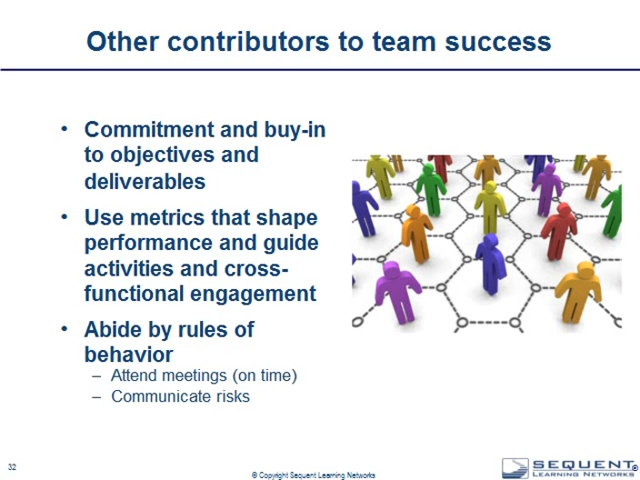 Other contributors to team success
• Commitment and buy-in
to objectives and
deliverables
• Use metrics that shape
performance and guide
activities and cross-
functional engagement
• Abide by rules of
behavior
– Attend meetings (on time)
– Communicate risks
32
© Copyright Sequent Learning Networks
SEQUENT®
LEARNING NETWORKS